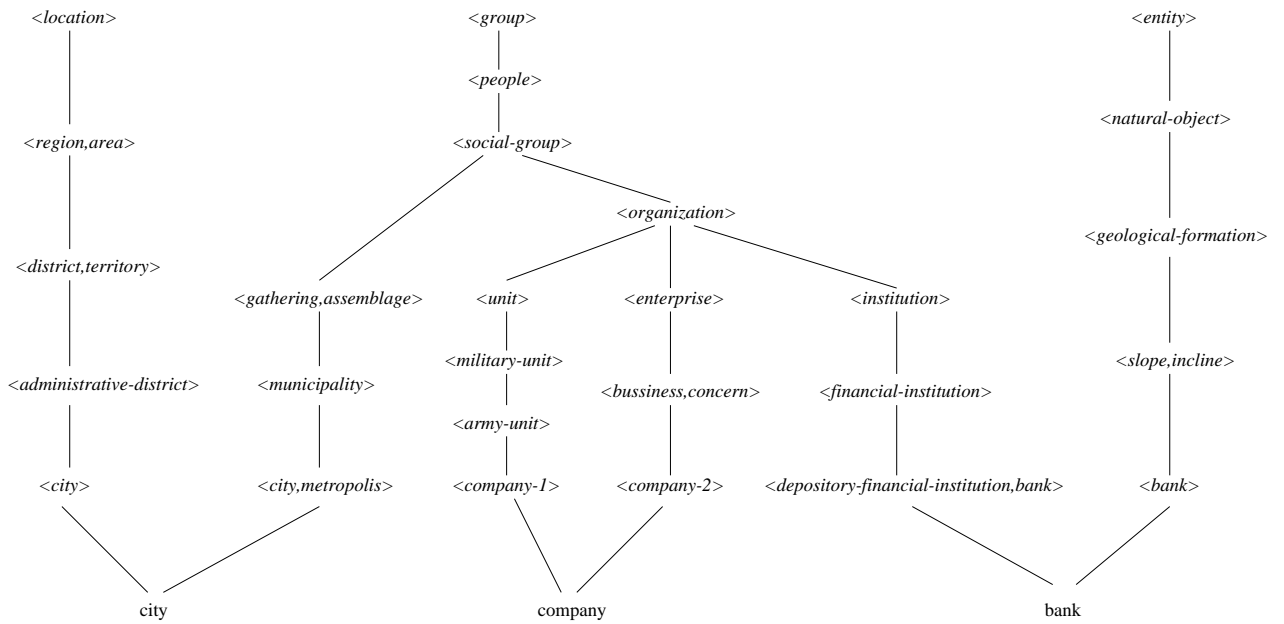 <location> <group> <entity>
<people>
<natural-object>
<region,area> <social-group>
<organization>
<geological-formation>
<district,territory>
<gathering,assemblage> <unit> <enterprise> <institution>
<military-unit> <slope,incline>
<administrative-district> <municipality> <bussiness,concern> <financial-institution>
<army-unit>
<city> <city,metropolis> <company-1> <company-2> <depository-financial-institution,bank> <bank>
city company bank